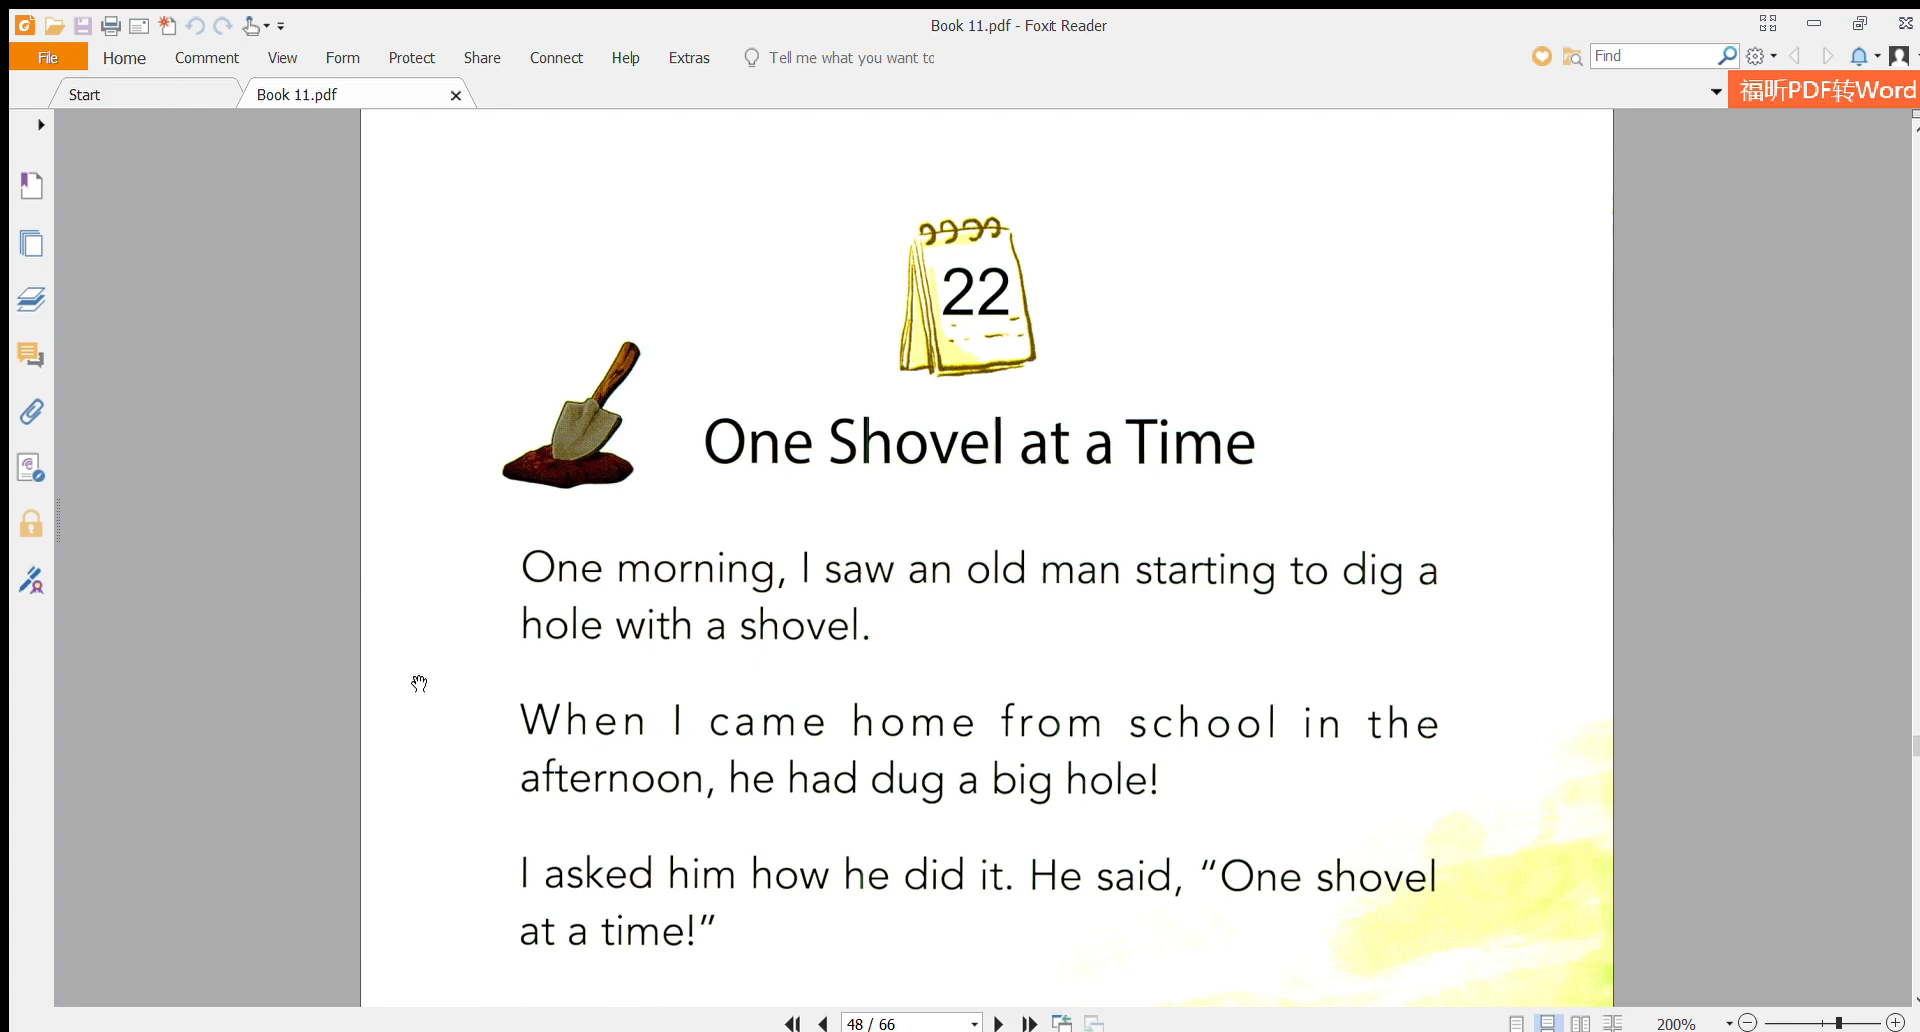 Book 11.pdf - Foxit Reader
File Home Comment View Form Protect Share Connect Help Extras Tell me what you want to Find
Start Book 11.pdf 福昕PDF转Word
22
One Shovel at a Time
One morning, I saw an old man starting to dig a
hole with a shovel.
When I came home from school in the
afternoon, he had dug a big hole!
I asked him how he did it. He said, “One shovel
at a time!”
48 / 66 200%